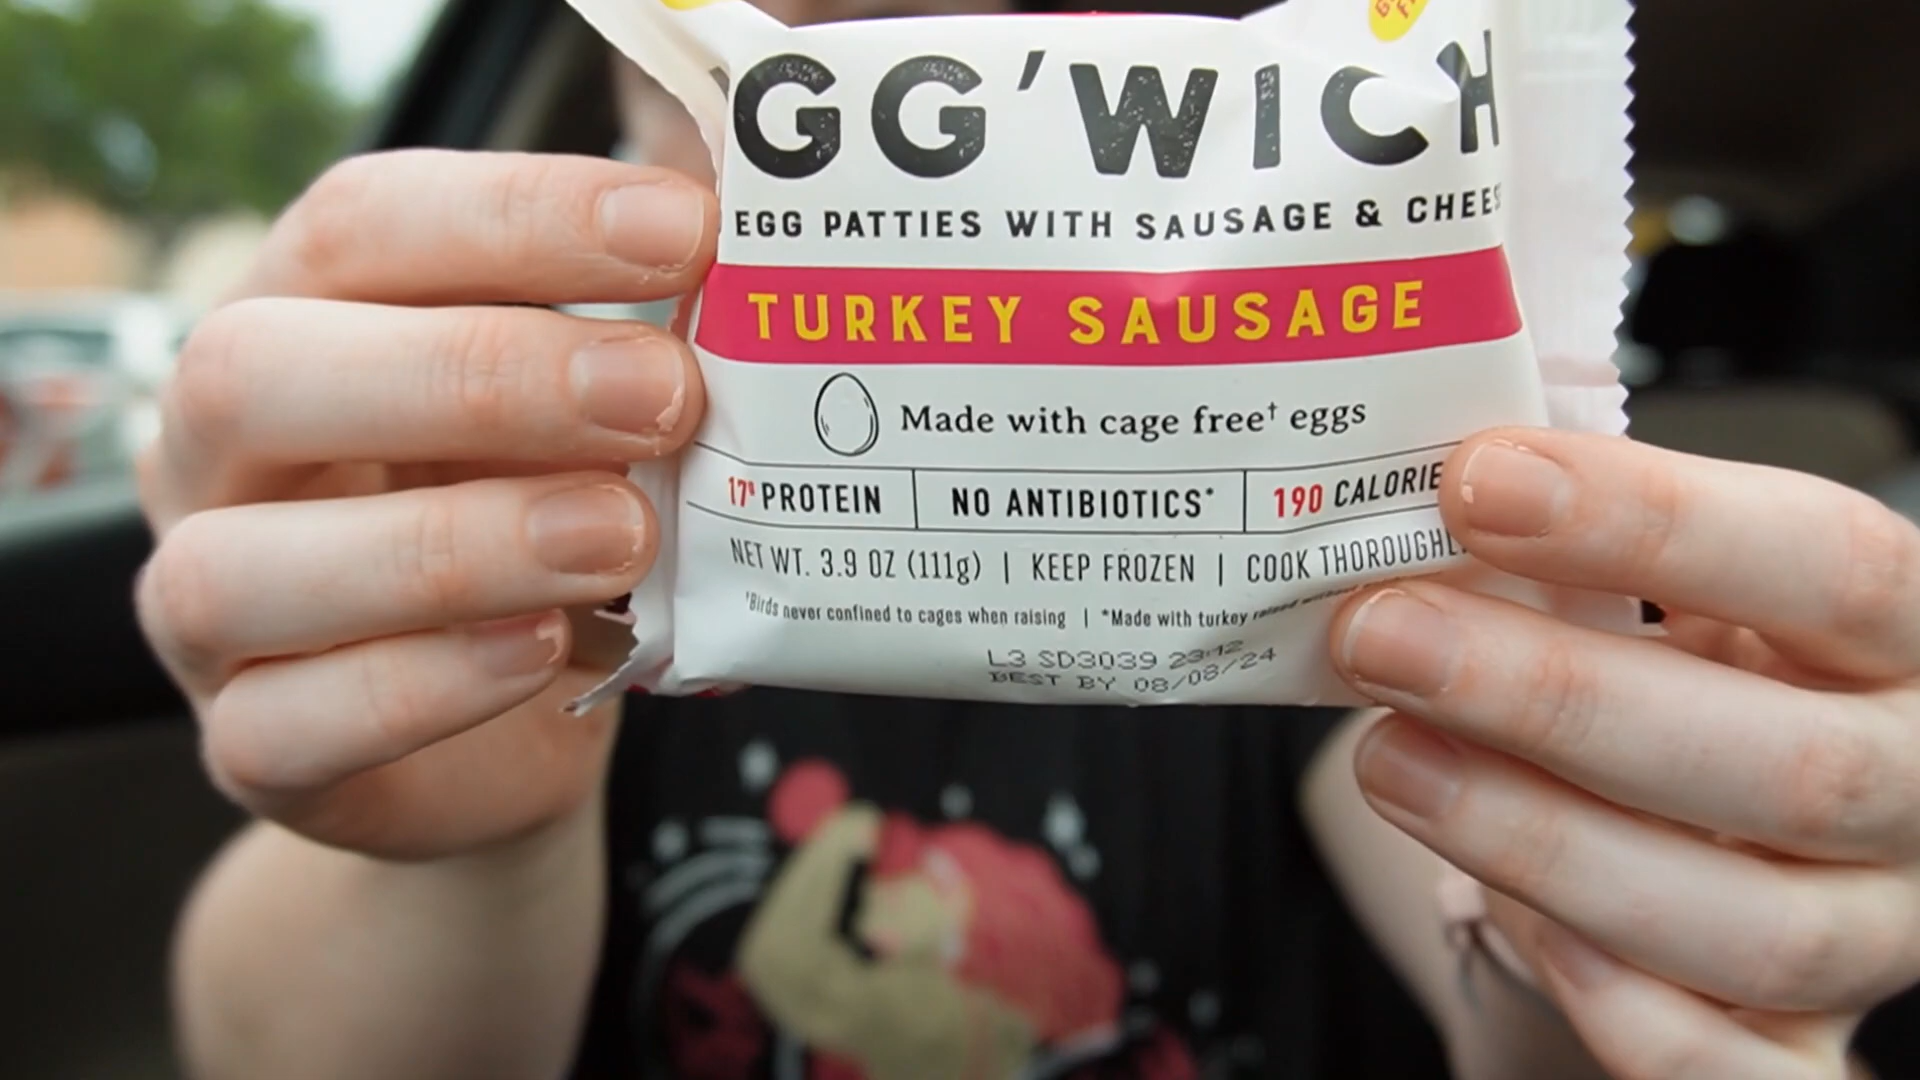 GG'WICH
EGG PATTIES WITH SAUSAGE & CHEES
TURKEY SAUSAGE
Made with cage free† eggs
17g PROTEIN | NO ANTIBIOTICS* | 190 CALORIE
NET WT. 3.9 OZ (111g) | KEEP FROZEN | COOK THOROUGHL
†Birds never confined to cages when raising | *Made with turkey raised without
L3 SD3039 23:12
BEST BY 08/08/24